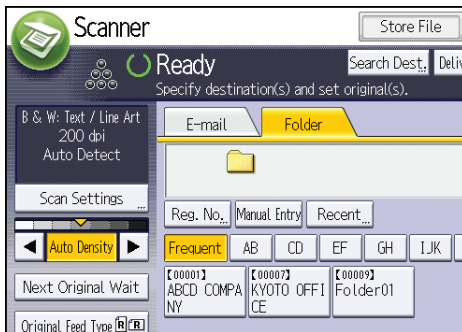 Scanner
Store File
Ready
Search Dest.
Specify destination(s) and set original(s).
B & W: Text / Line Art
200 dpi
Auto Detect
E-mail
Folder
Scan Settings
Reg. No.
Manual Entry
Recent
Auto Density
Frequent
AB
CD
EF
GH
IJK
Next Original Wait
【00001】
ABCD COMPA
NY
【00007】
KYOTO OFFI
CE
【00009】
Folder01
Original Feed Type